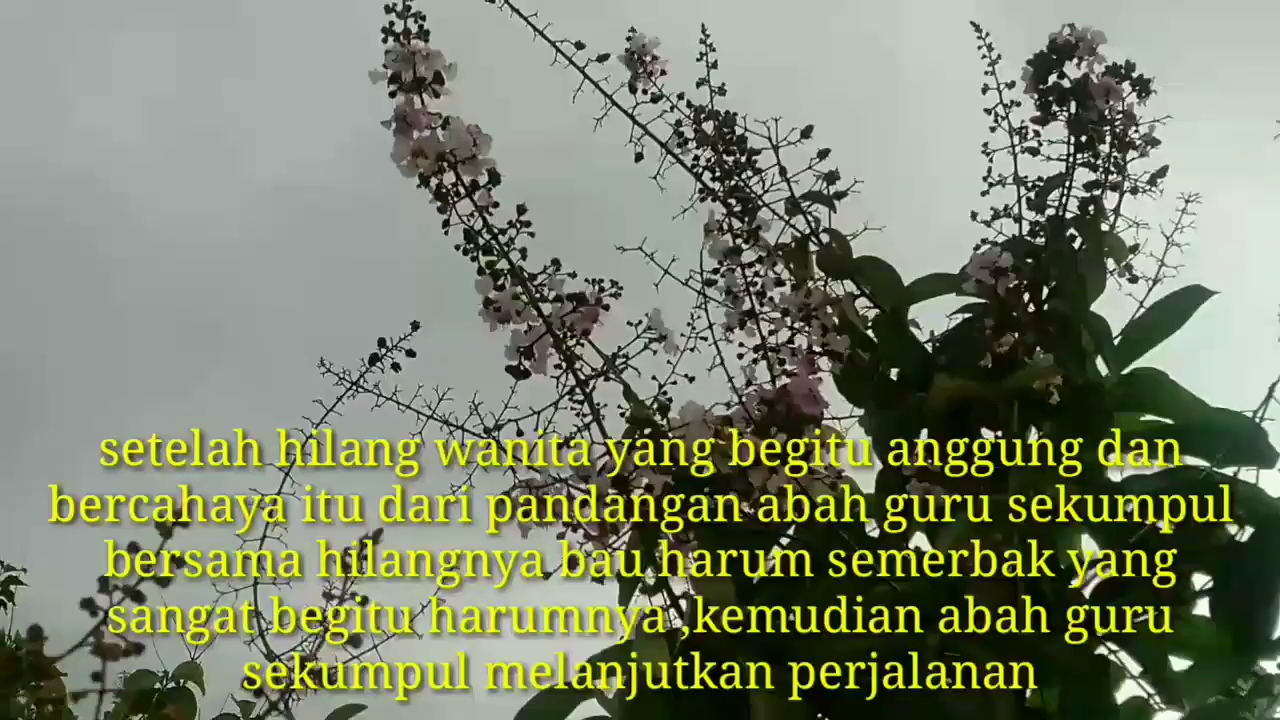 setelah hilang wanita yang begitu anggung dan
bercahaya itu dari pandangan abah guru sekumpul
bersama hilangnya bau harum semerbak yang
sangat begitu harumnya ,kemudian abah guru
sekumpul melanjutkan perjalanan